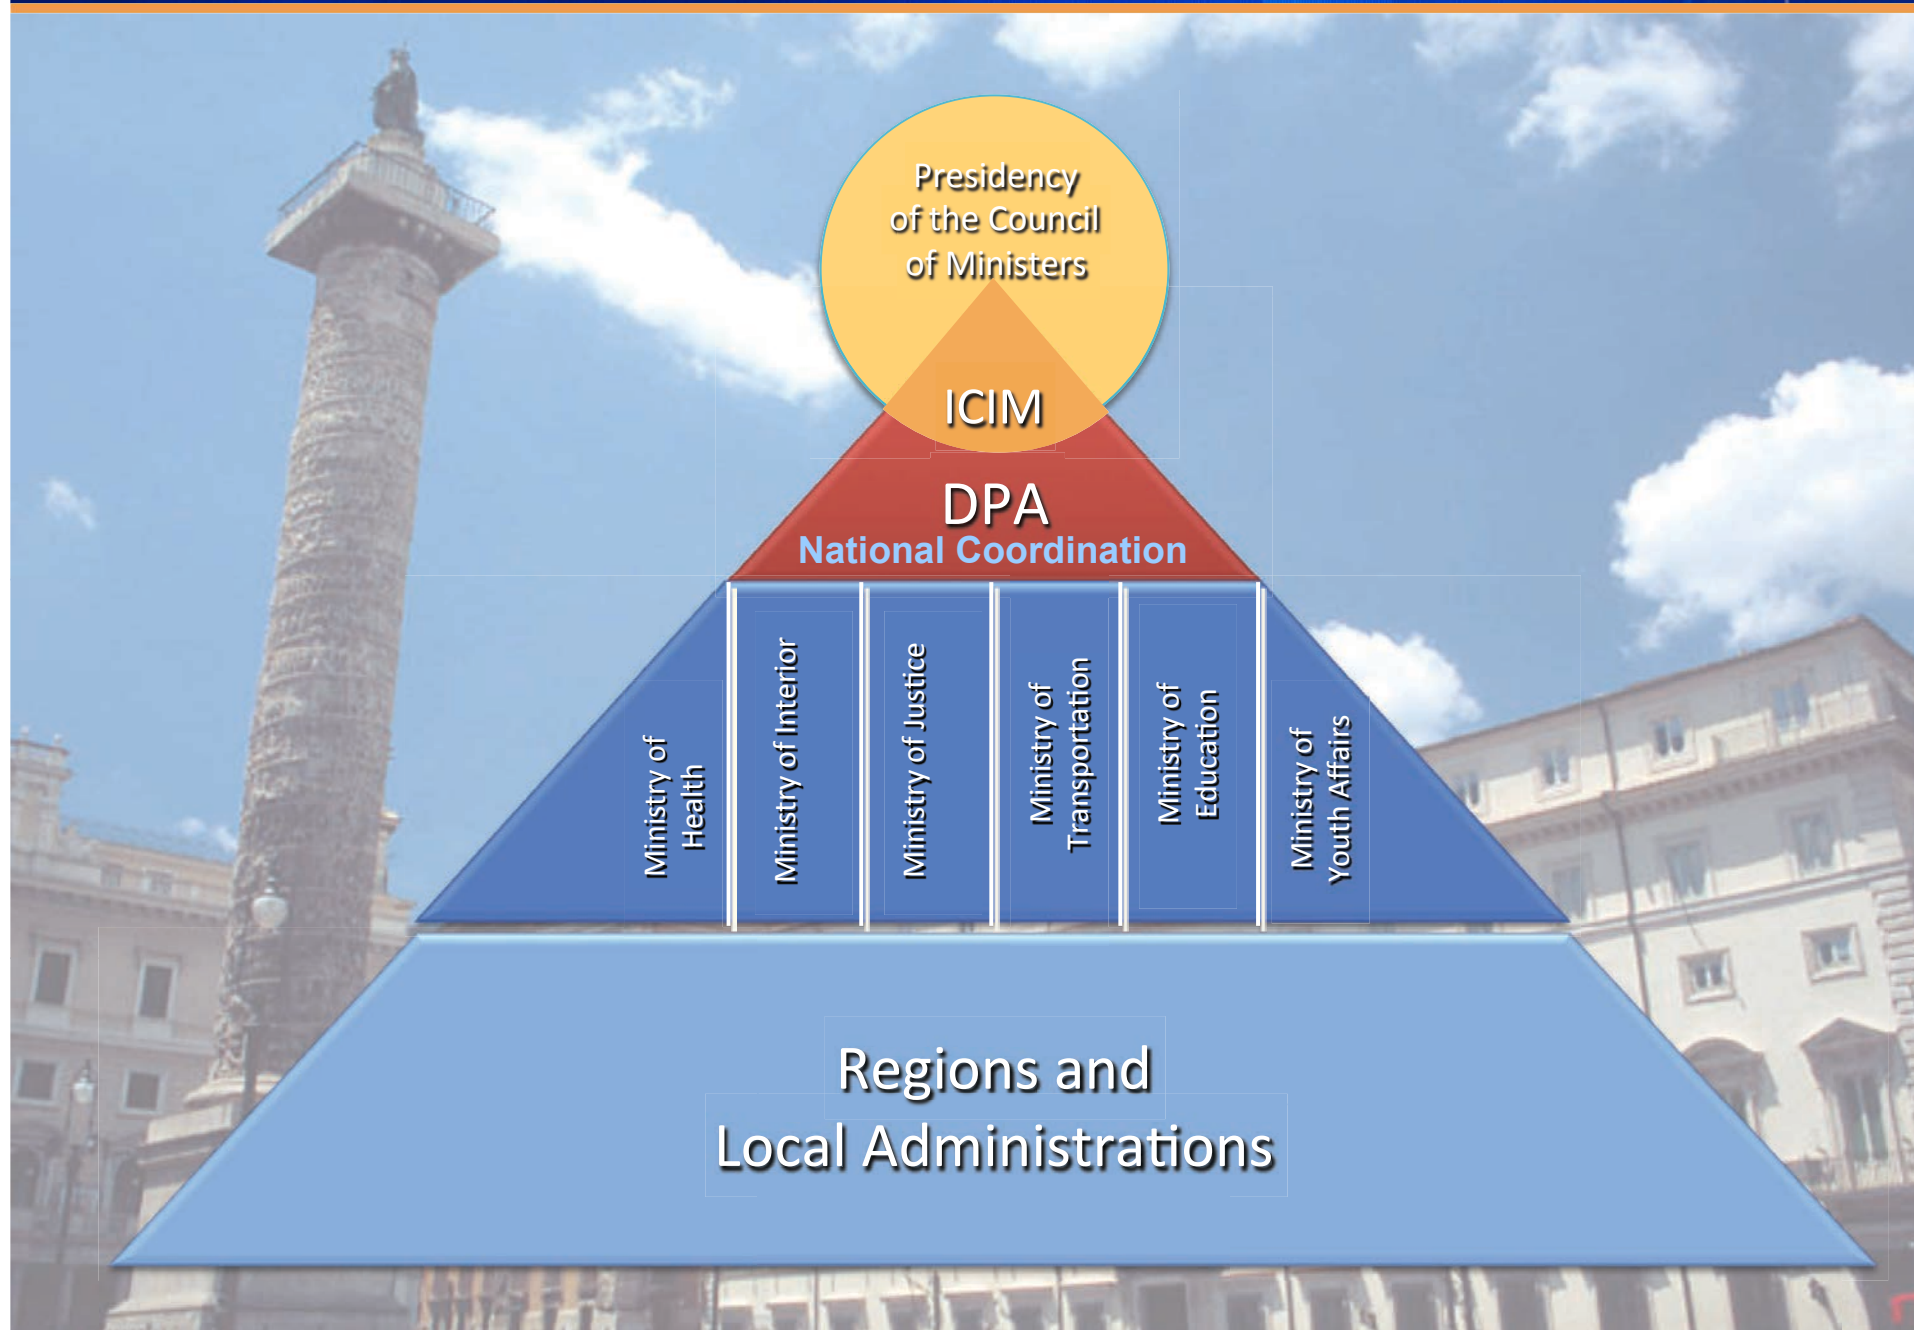 Presidency
of the Council
of Ministers
ICIM
DPA
National Coordination
Ministry of
Health
Ministry of Interior
Ministry of Justice
Ministry of
Transportation
Ministry of
Education
Ministry of
Youth Affairs
Regions and
Local Administrations